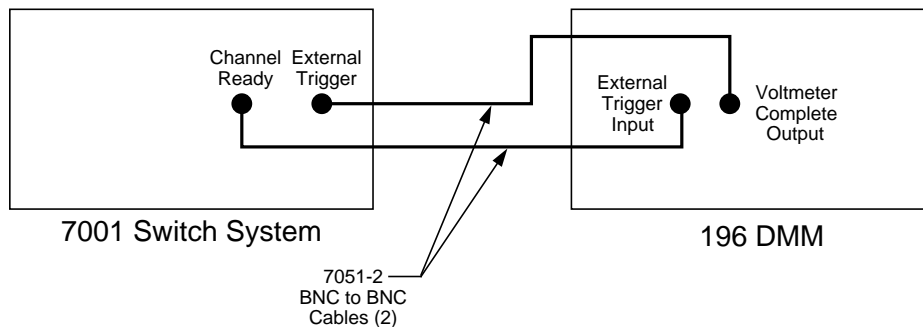 Channel
Ready
External
Trigger
External
Trigger
Input
Voltmeter
Complete
Output
7001 Switch System
196 DMM
7051-2
BNC to BNC
Cables (2)